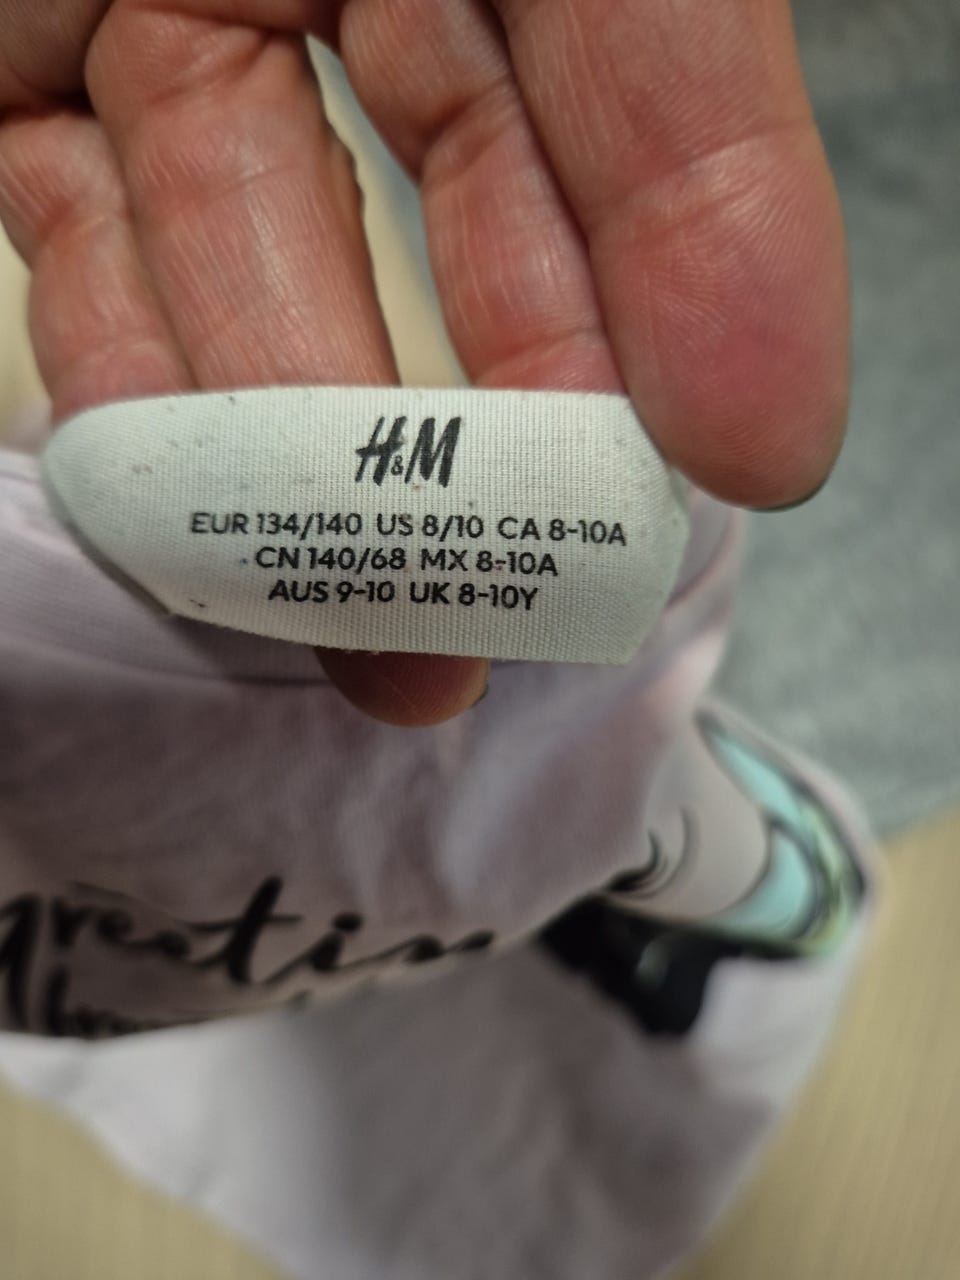 H&M
EUR 134/140 US 8/10 CA 8-10A
CN 140/68 MX 8-10A
AUS 9-10 UK 8-10Y